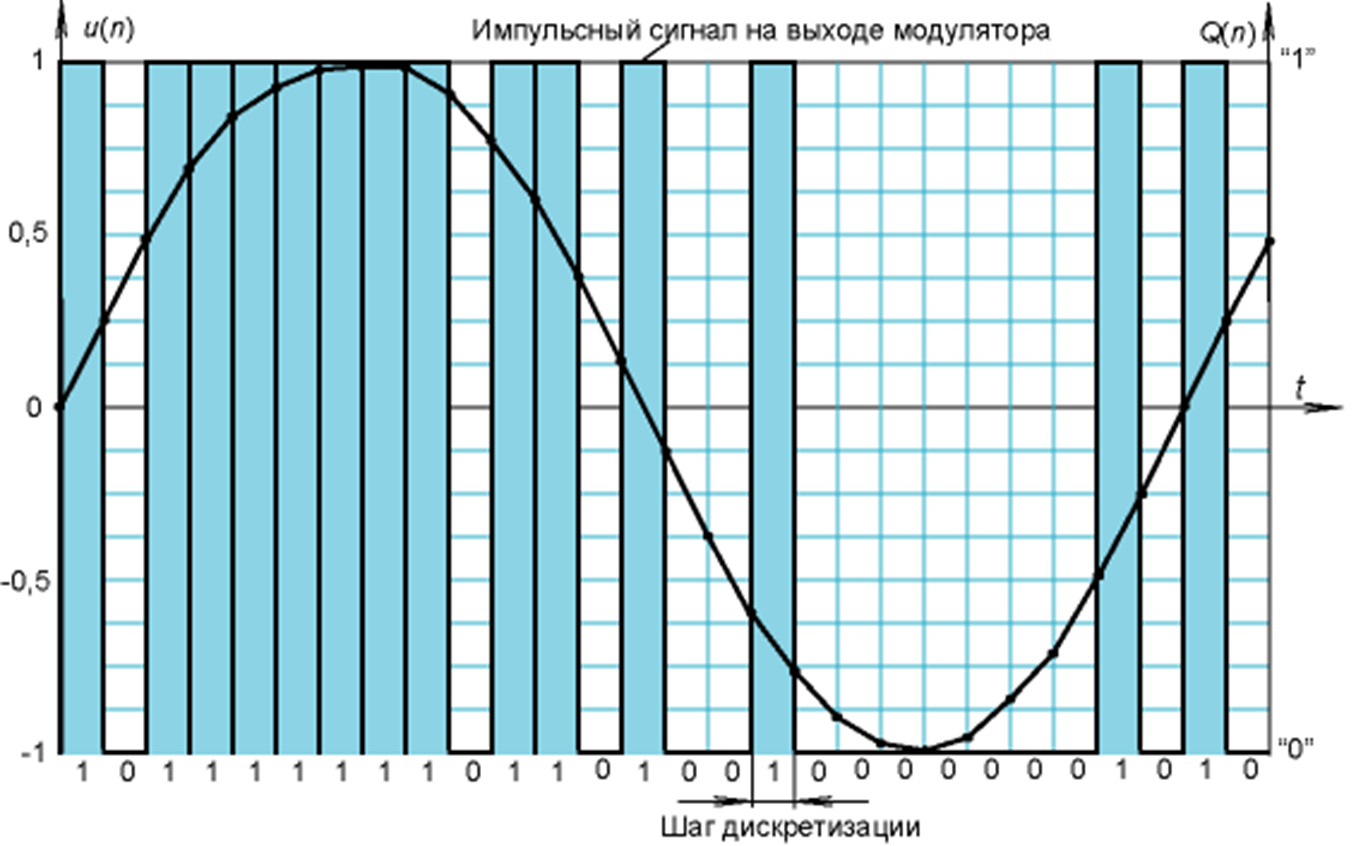 u(n)
Импульсный сигнал на выходе модулятора
Q(n)
1
"1"
0,5
0
t
-0,5
-1
"0"
1 0 1 1 1 1 1 1 1 0 1 1 0 1 0 0 1 0 0 0 0 0 0 0 1 0 1 0
Шаг дискретизации